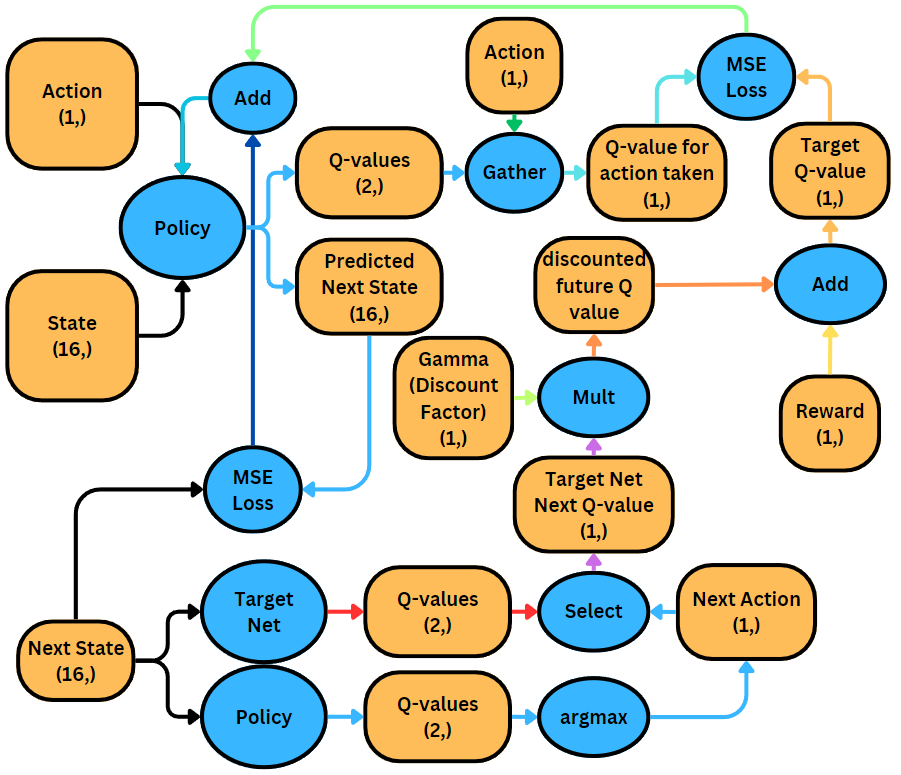 Action
(1,)
Add
Action
(1,)
MSE
Loss
Policy
Q-values
(2,)
Gather
Q-value for
action taken
(1,)
Target
Q-value
(1,)
State
(16,)
Predicted
Next State
(16,)
discounted
future Q
value
Add
Gamma
(Discount
Factor)
(1,)
Mult
Reward
(1,)
MSE
Loss
Target Net
Next Q-value
(1,)
Next State
(16,)
Target
Net
Q-values
(2,)
Select
Next Action
(1,)
Policy
Q-values
(2,)
argmax